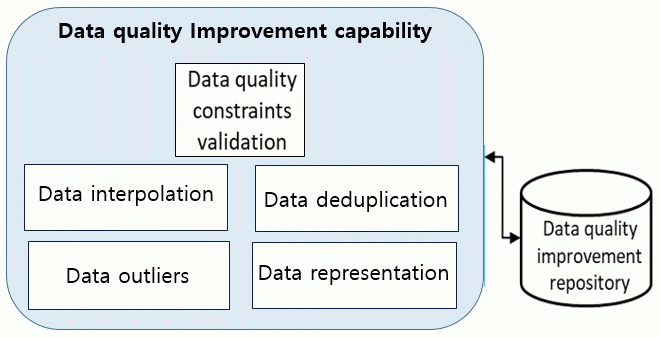 Data quality Improvement capability
Data quality
constraints
validation
Data interpolation
Data deduplication
Data outliers
Data representation
Data quality
improvement
repository